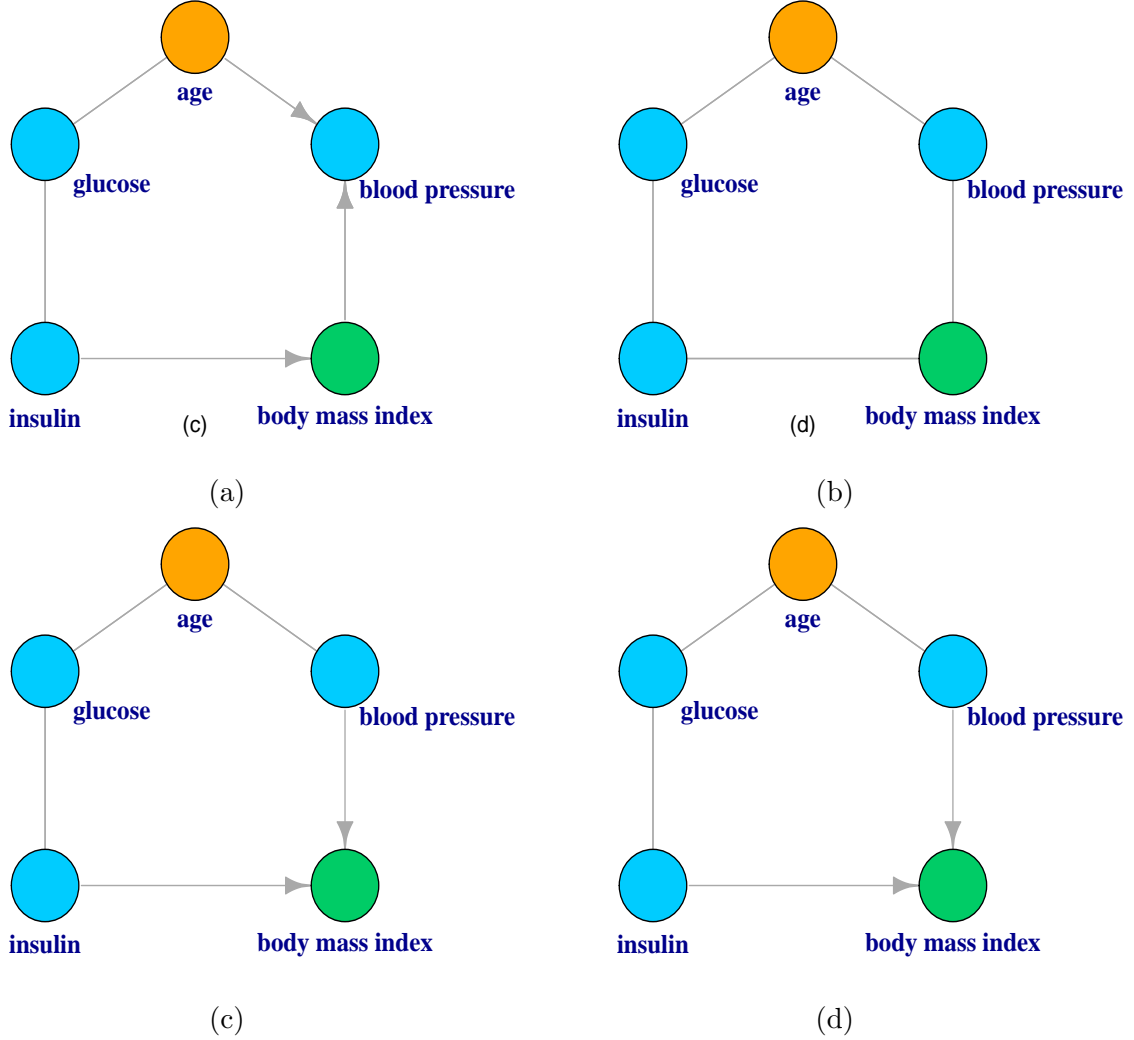 age
age
glucose
blood pressure
glucose
blood pressure
insulin
(c)
body mass index
insulin
(d)
body mass index
(a)
(b)
age
age
glucose
blood pressure
glucose
blood pressure
insulin
body mass index
insulin
body mass index
(c)
(d)